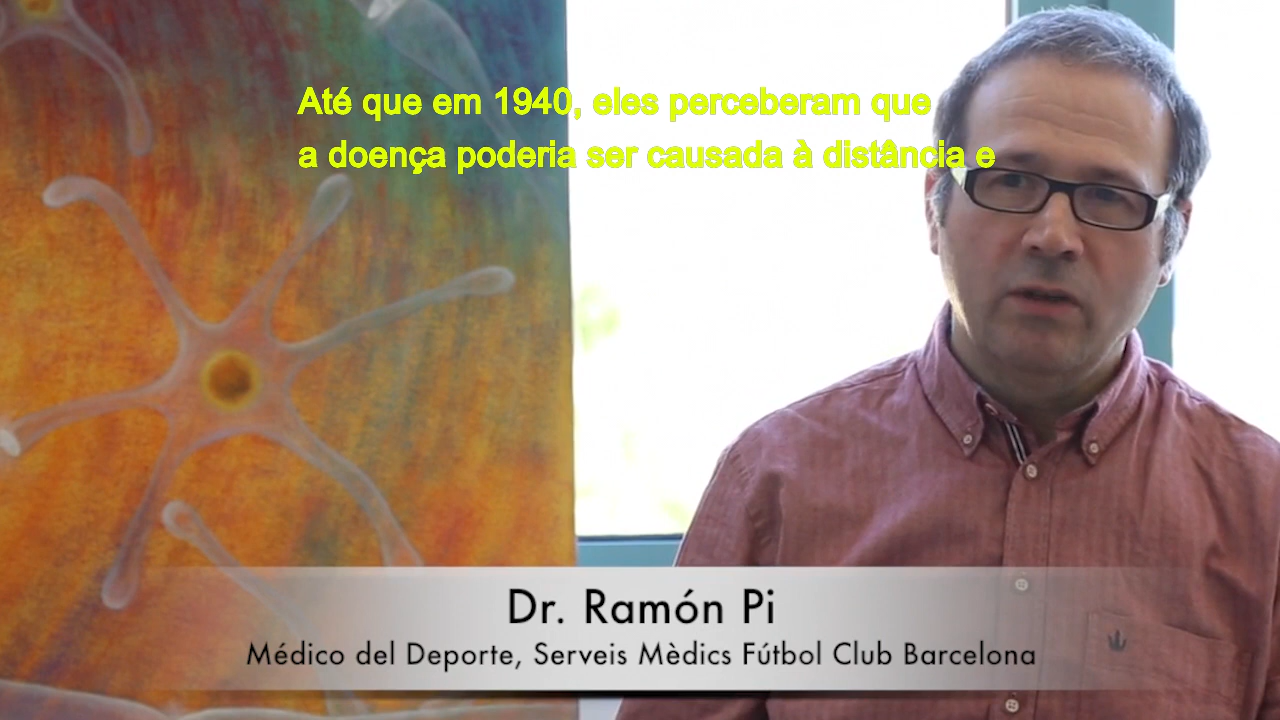 Até que em 1940, eles perceberam que
a doença poderia ser causada à distância e
Dr. Ramón Pi
Médico del Deporte, Serveis Mèdics Fútbol Club Barcelona